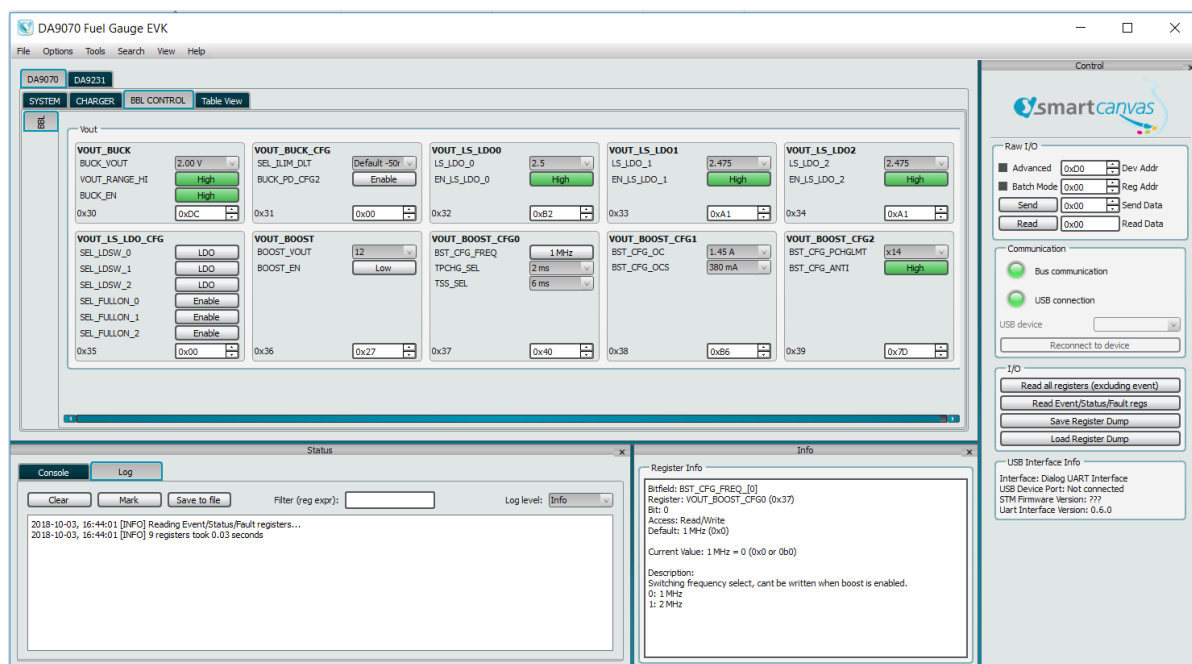 DA9070 Fuel Gauge EVK
File Options Tools Search View Help
DA9070 DA9231
SYSTEM CHARGER BBL CONTROL Table View
BBL
Vout
VOUT_BUCK
BUCK_VOUT 2.00 V
VOUT_RANGE_HI High
BUCK_EN High
0x30 0xDC
VOUT_BUCK_CFG
SEL_ILIM_DLT Default -50r
BUCK_PD_CFG2 Enable
0x31 0x00
VOUT_LS_LDO0
LS_LDO_0 2.5
EN_LS_LDO_0 High
0x32 0xB2
VOUT_LS_LDO1
LS_LDO_1 2.475
EN_LS_LDO_1 High
0x33 0xA1
VOUT_LS_LDO2
LS_LDO_2 2.475
EN_LS_LDO_2 High
0x34 0xA1
VOUT_LS_LDO_CFG
SEL_LDSW_0 LDO
SEL_LDSW_1 LDO
SEL_LDSW_2 LDO
SEL_FULLON_0 Enable
SEL_FULLON_1 Enable
SEL_FULLON_2 Enable
0x35 0x00
VOUT_BOOST
BOOST_VOUT 12
BOOST_EN Low
0x36 0x27
VOUT_BOOST_CFG0
BST_CFG_FREQ 1 MHz
TPCHG_SEL 2 ms
TSS_SEL 6 ms
0x37 0x40
VOUT_BOOST_CFG1
BST_CFG_OC 1.45 A
BST_CFG_OCS 380 mA
0x38 0xB6
VOUT_BOOST_CFG2
BST_CFG_PCHGLMT x14
BST_CFG_ANTI High
0x39 0x7D
Control
smartcanvas
Raw I/O
Advanced 0xD0 Dev Addr
Batch Mode 0x00 Reg Addr
Send 0x00 Send Data
Read 0x00 Read Data
Communication
Bus communication
USB connection
USB device
Reconnect to device
I/O
Read all registers (excluding event)
Read Event/Status/Fault regs
Save Register Dump
Load Register Dump
USB Interface Info
Interface: Dialog UART Interface
USB Device Port: Not connected
STM Firmware Version: ???
Uart Interface Version: 0.6.0
Status
Console Log
Clear Mark Save to file Filter (reg expr): Log level: Info
2018-10-03, 16:44:01 [INFO] Reading Event/Status/Fault registers...
2018-10-03, 16:44:01 [INFO] 9 registers took 0.03 seconds
Info
Register Info
Bitfield: BST_CFG_FREQ_[0]
Register: VOUT_BOOST_CFG0 (0x37)
Bit: 0
Access: Read/Write
Default: 1 MHz (0x0)
Current Value: 1 MHz = 0 (0x0 or 0b0)
Description:
Switching frequency select, cant be written when boost is enabled.
0: 1 MHz
1: 2 MHz